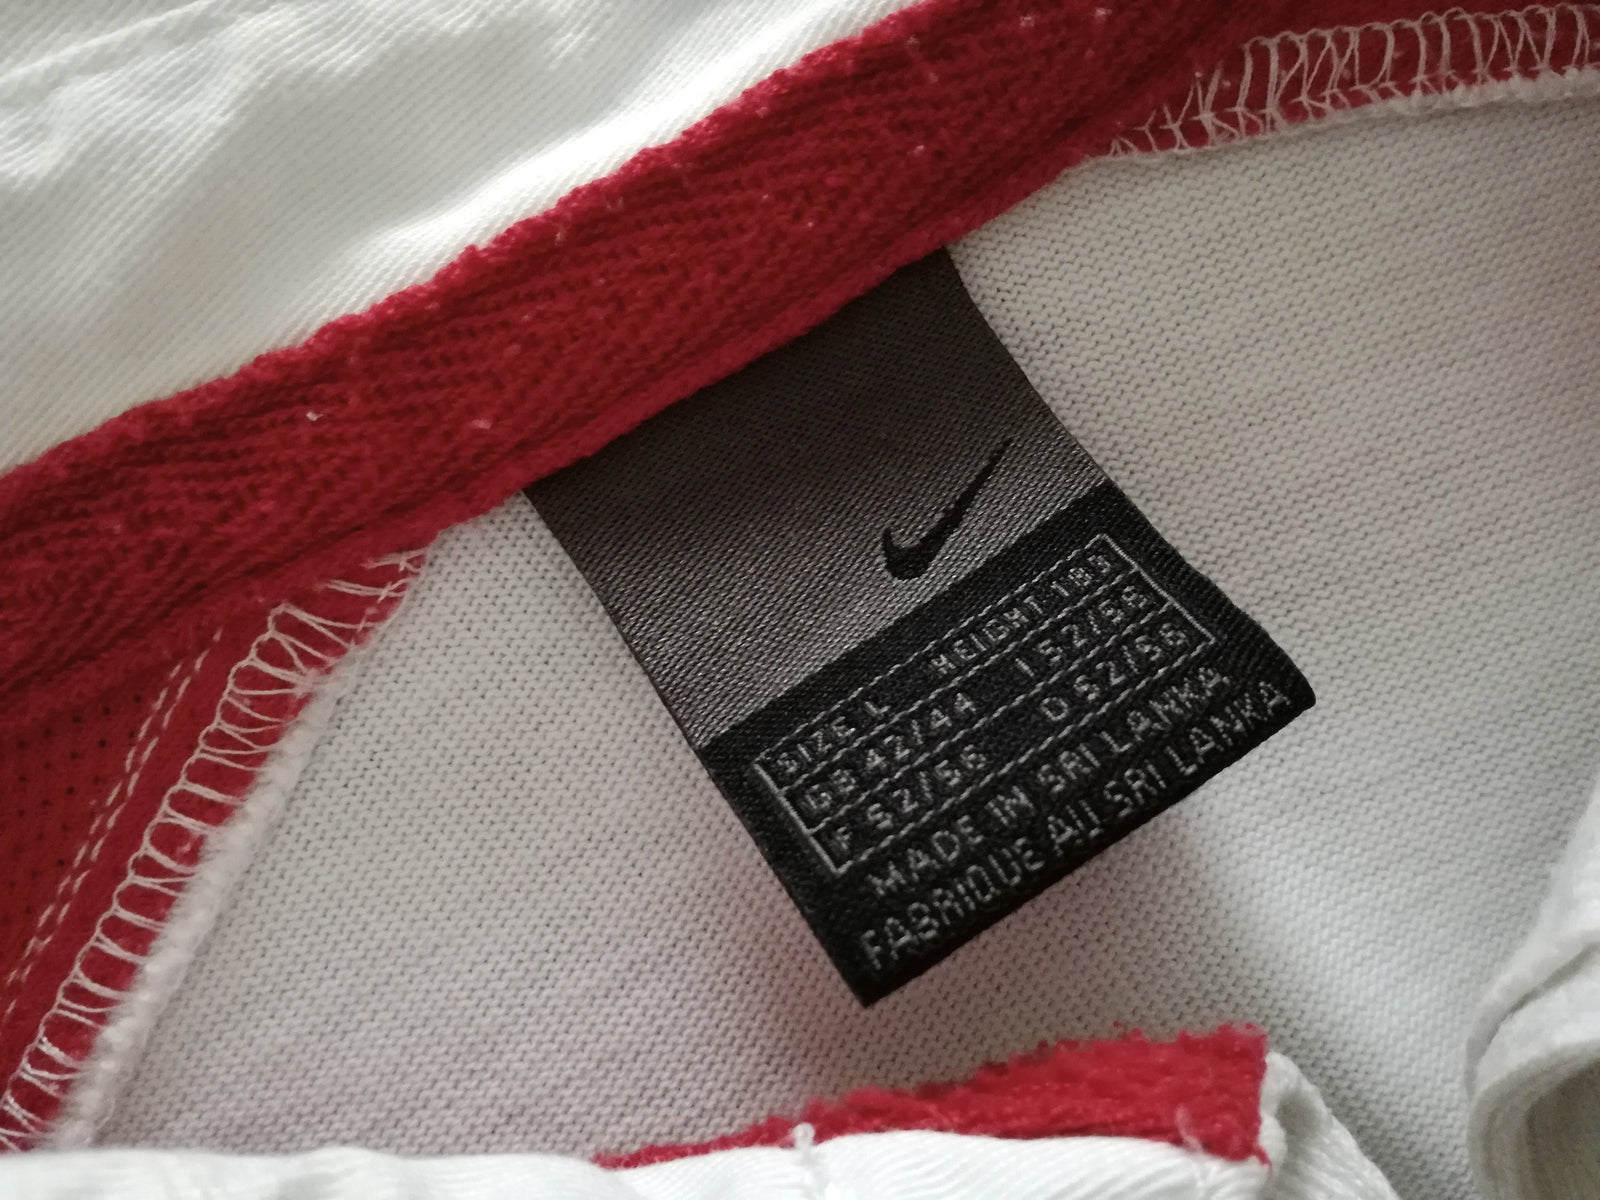 SIZE L HEIGHT 183
GB 42/44 I 52/56
F 52/56 D 52/56
MADE IN SRI LANKA
FABRIQUE AU SRI LANKA